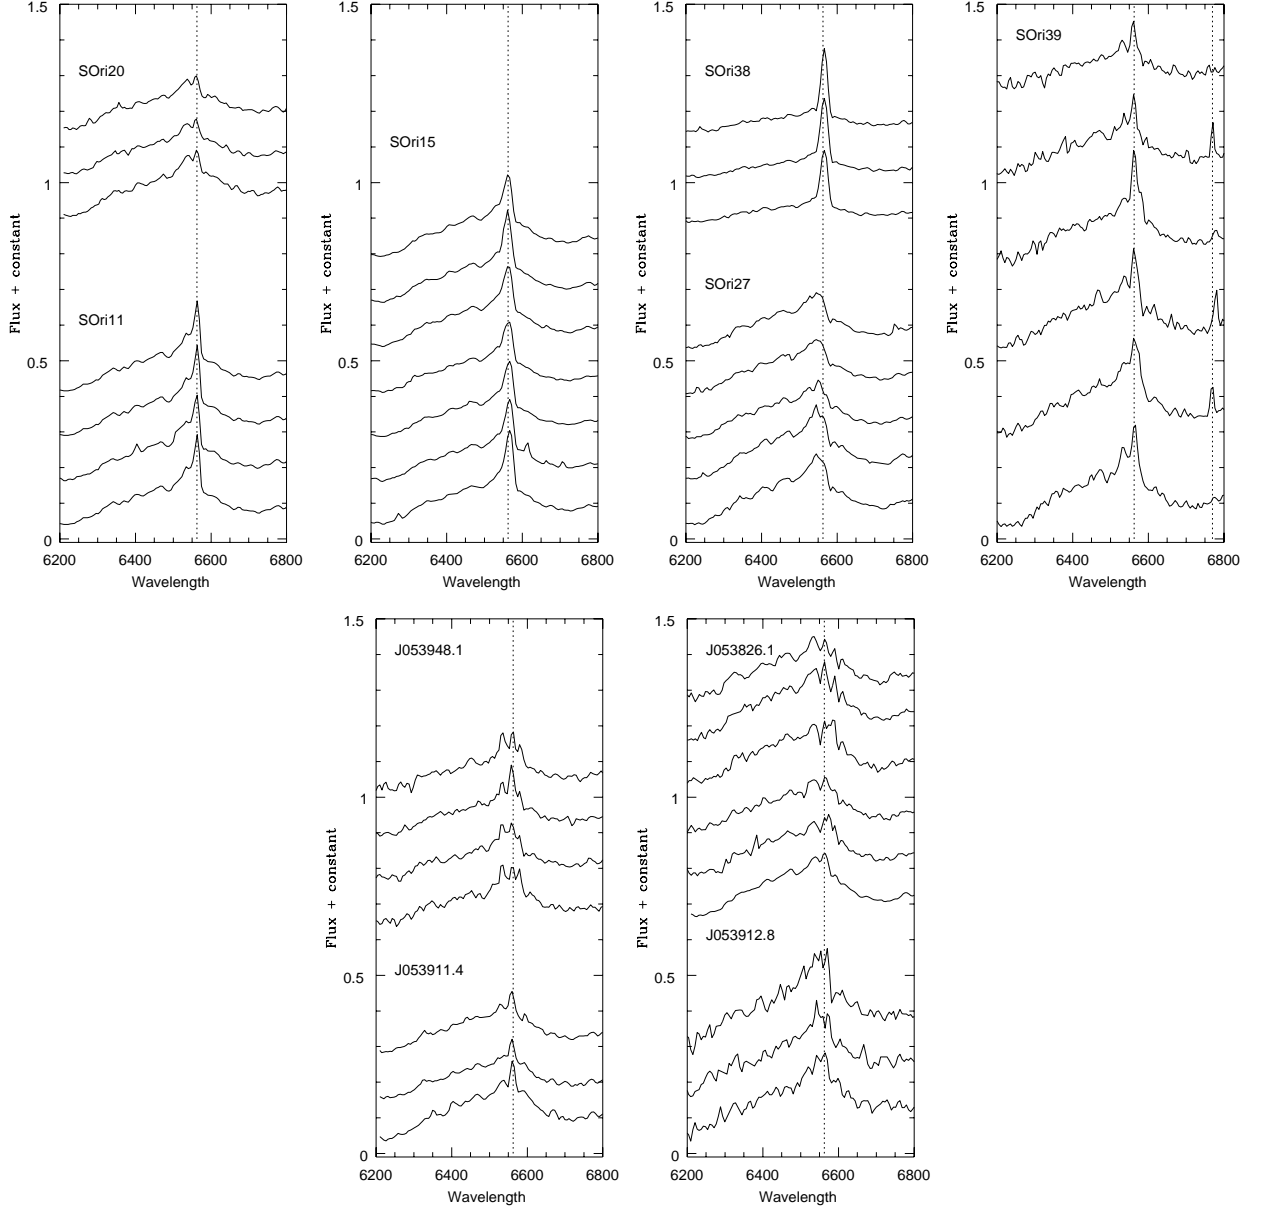 1.5
1
0.5
0
Flux + constant
SOri20
SOri11
6200 6400 6600 6800
Wavelength
1.5
1
0.5
0
Flux + constant
SOri15
6200 6400 6600 6800
Wavelength
1.5
1
0.5
0
Flux + constant
SOri38
SOri27
6200 6400 6600 6800
Wavelength
1.5
1
0.5
0
Flux + constant
SOri39
6200 6400 6600 6800
Wavelength
1.5
1
0.5
0
Flux + constant
J053948.1
J053911.4
6200 6400 6600 6800
Wavelength
1.5
1
0.5
0
Flux + constant
J053826.1
J053912.8
6200 6400 6600 6800
Wavelength